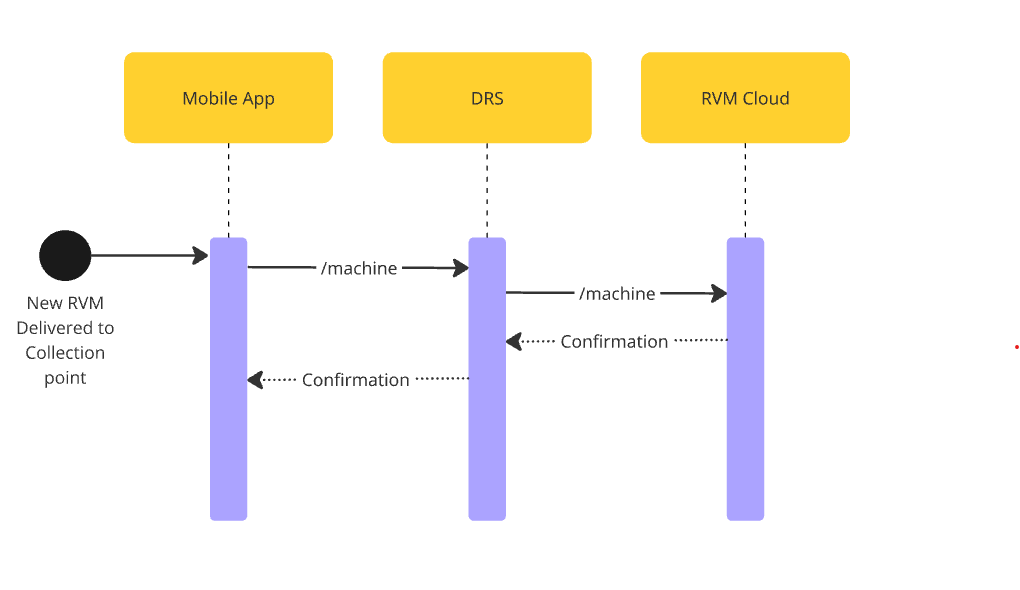 Mobile App
DRS
RVM Cloud
/machine
/machine
New RVM
Delivered to
Collection
point
Confirmation
Confirmation